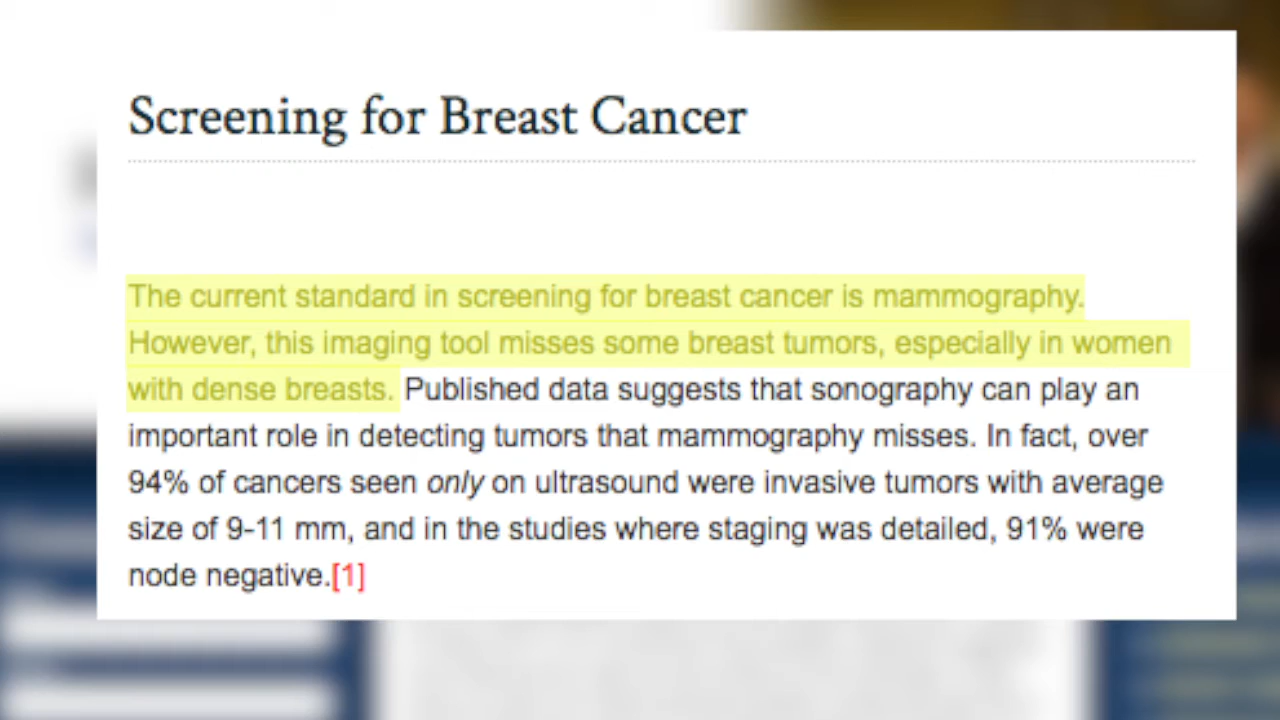 Screening for Breast Cancer
The current standard in screening for breast cancer is mammography.
However, this imaging tool misses some breast tumors, especially in women
with dense breasts. Published data suggests that sonography can play an
important role in detecting tumors that mammography misses. In fact, over
94% of cancers seen only on ultrasound were invasive tumors with average
size of 9-11 mm, and in the studies where staging was detailed, 91% were
node negative.[1]